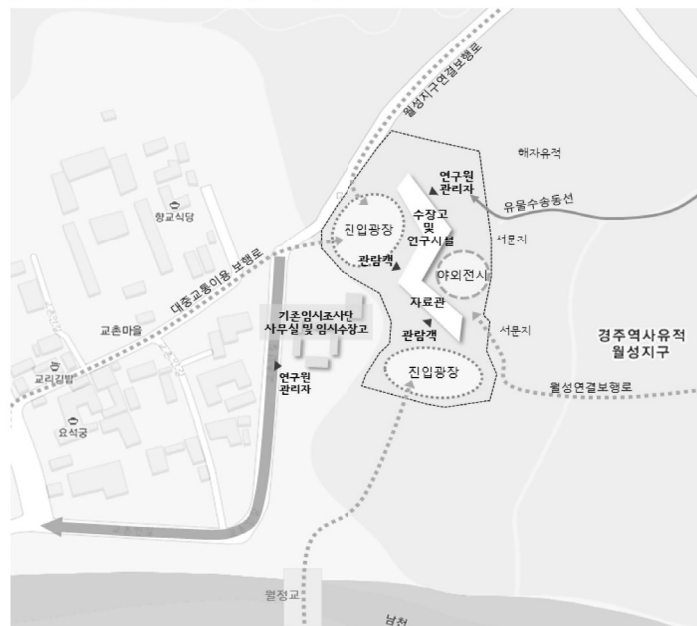 월성지구연결보행로
해자유적
연구원
관리자
유물수송동선
수장고
및
연구시설
향교식당
진입광장
서문지
대중교통이용 보행로
관람객
야외전시
기존임시조사단
사무실 및 임시수장고
자료관
교촌마을
관람객
서문지
경주역사유적
월성지구
교리김밥
진입광장
연구원
관리자
월성연결보행로
요석궁
월정교
남천